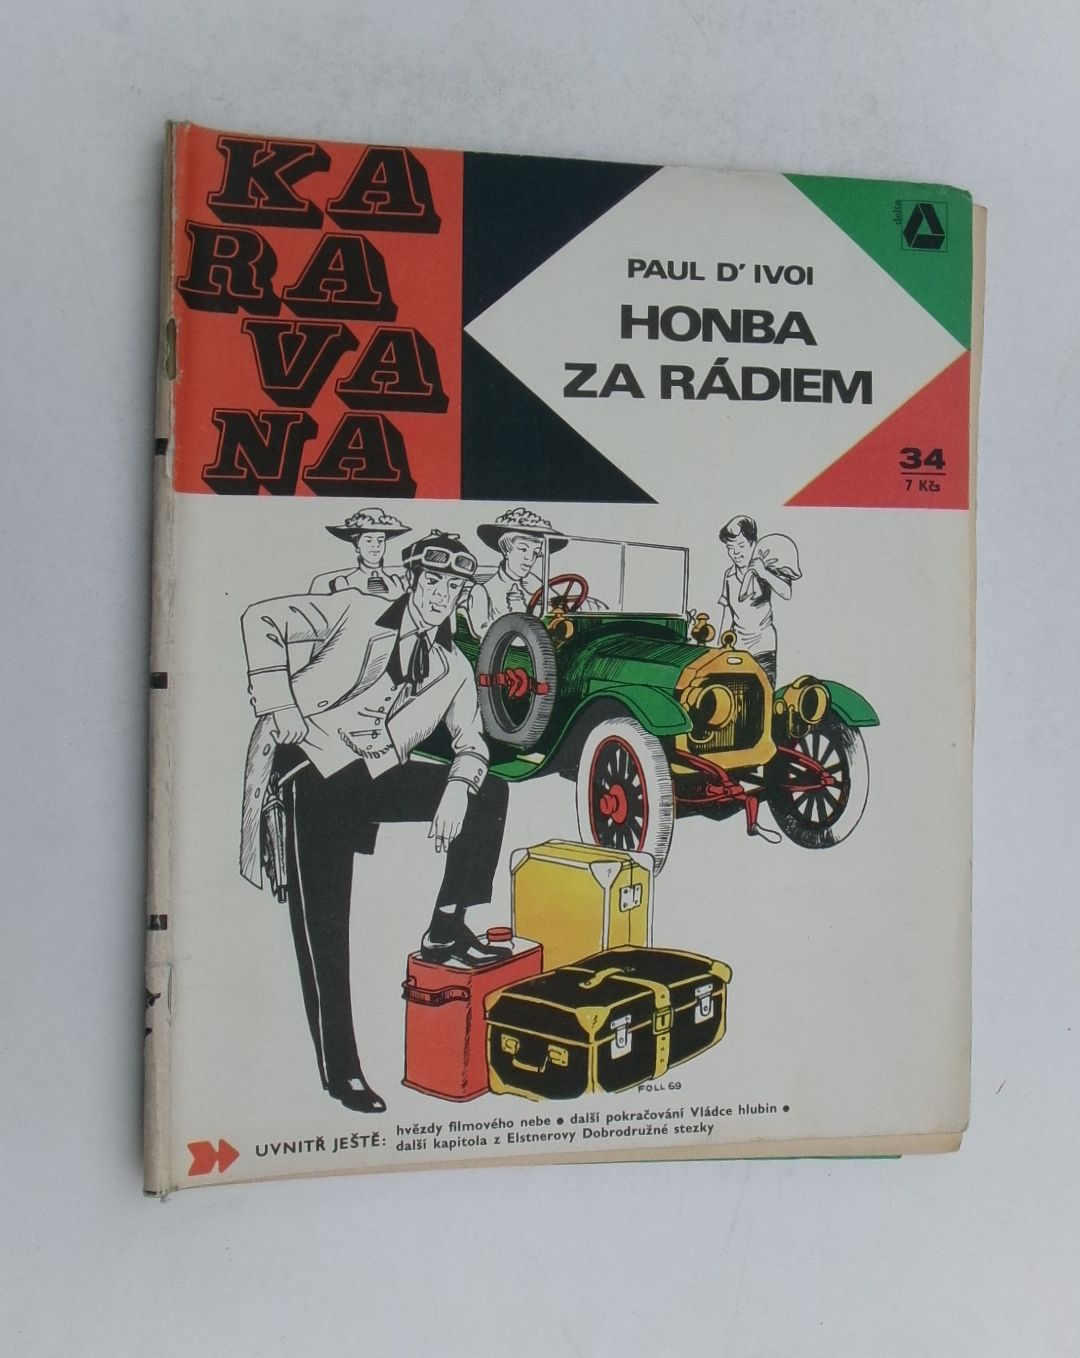 KA
RA
VA
NA
delta
PAUL D' IVOI
HONBA
ZA RÁDIEM
34
7 Kčs
FOLL 69
UVNITŘ JEŠTĚ: hvězdy filmového nebe • další pokračování Vládce hlubin •
další kapitola z Elstnerovy Dobrodružné stezky